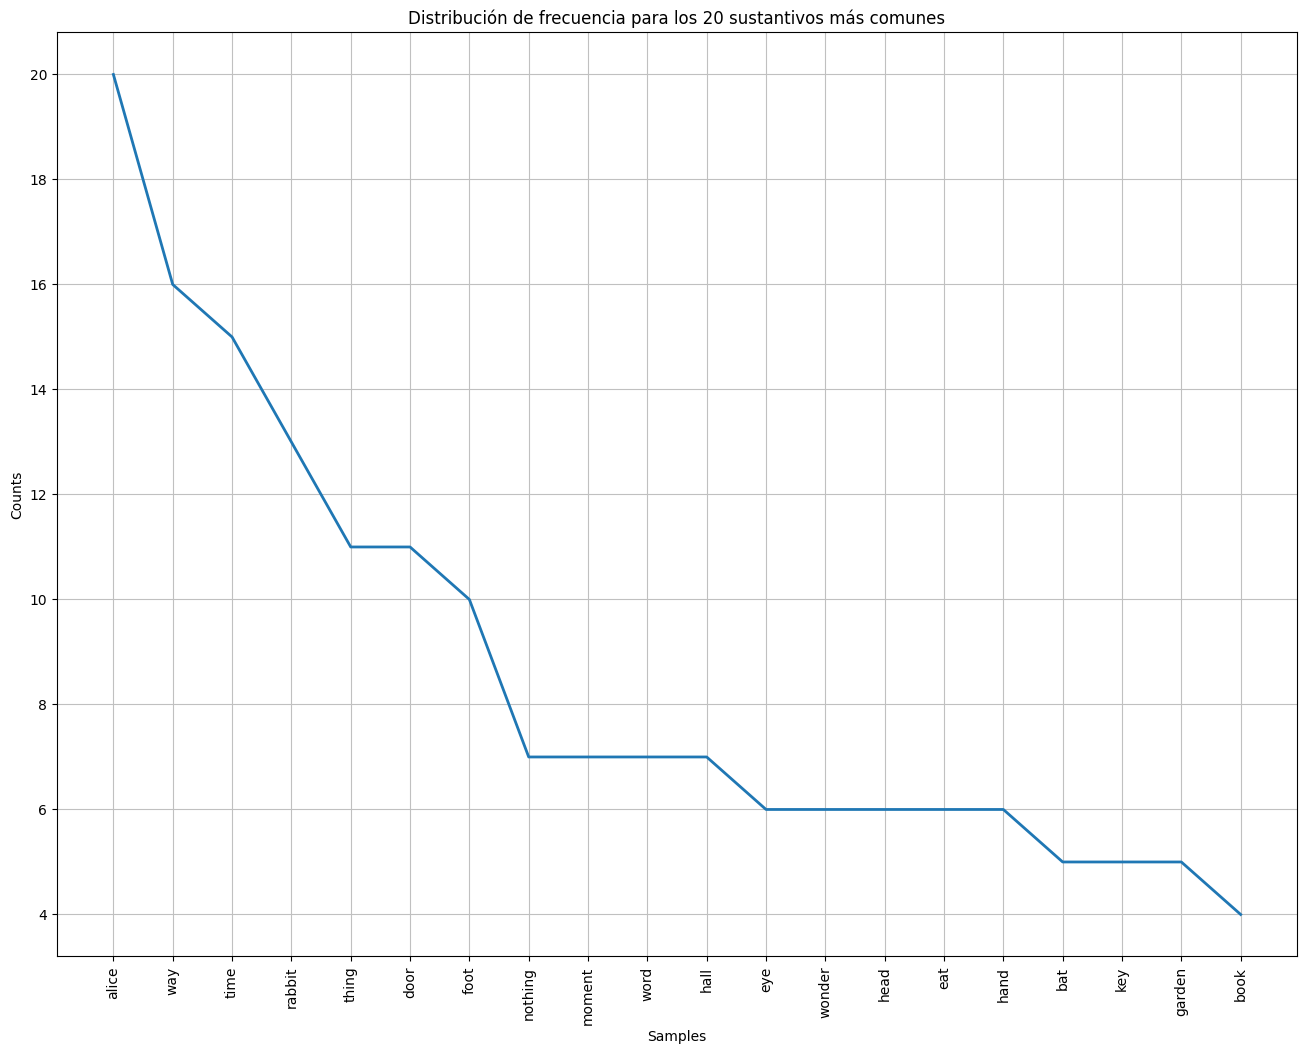 Distribución de frecuencia para los 20 sustantivos más comunes
20
18
16
14
12
10
8
6
4
Counts
alice
way
time
rabbit
thing
door
foot
nothing
moment
word
hall
eye
wonder
head
eat
hand
bat
key
garden
book
Samples